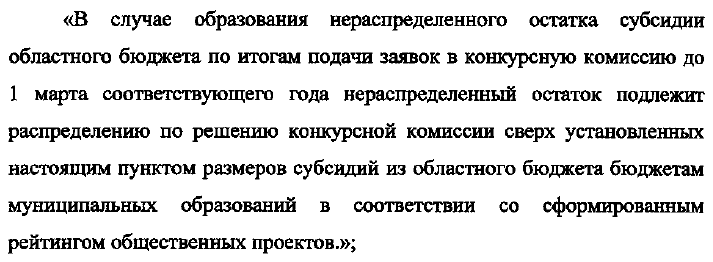 «В случае образования нераспределенного остатка субсидии
областного бюджета по итогам подачи заявок в конкурсную комиссию до
1 марта соответствующего года нераспределенный остаток подлежит
распределению по решению конкурсной комиссии сверх установленных
настоящим пунктом размеров субсидий из областного бюджета бюджетам
муниципальных образований в соответствии со сформированным
рейтингом общественных проектов.»;